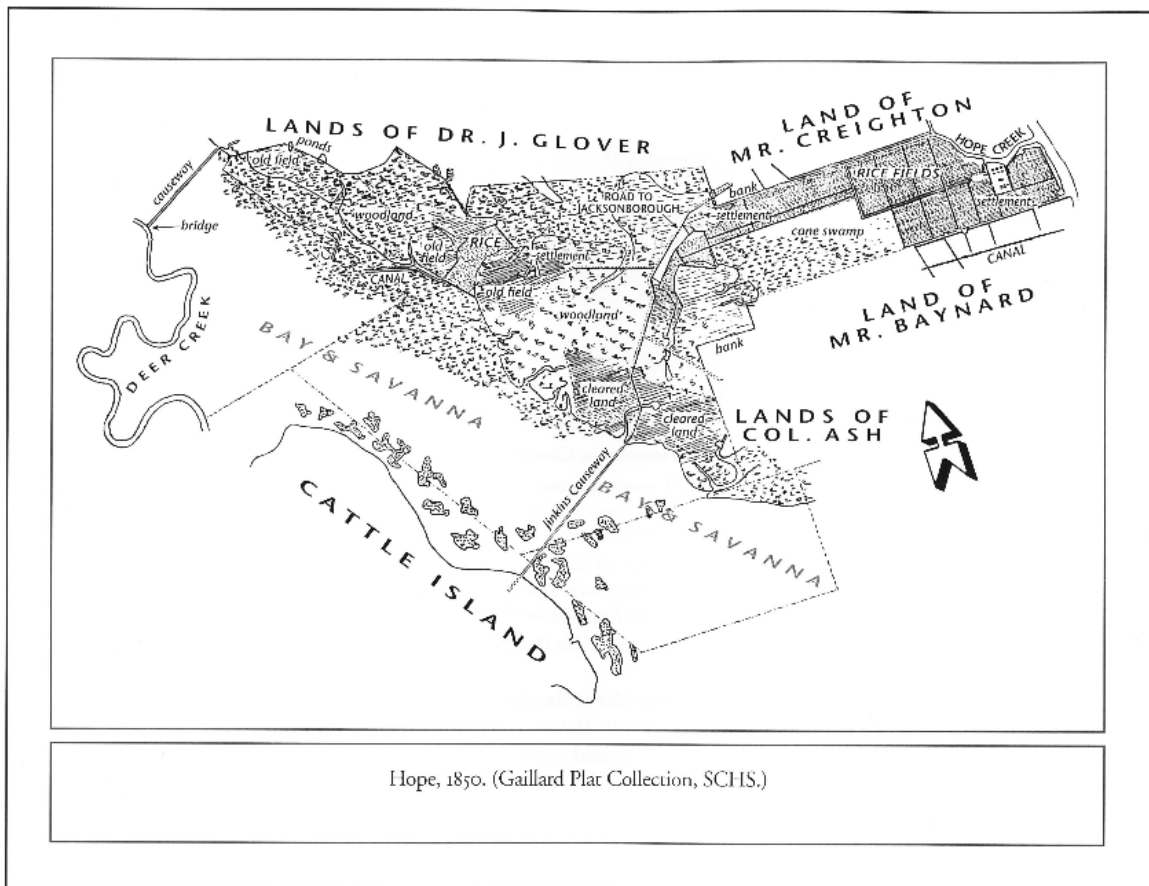 LANDS OF DR. J. GLOVER
LAND OF
MR. CREIGHTON
HOPE CREEK
causeway
old field
ponds
bridge
woodland
ROAD TO
JACKSONBOROUGH
bank
settlement
RICE FIELDS
settlement
old
field
RICE
settlement
cane swamp
CANAL
CANAL
old field
woodland
LAND OF
MR. BAYNARD
DEER CREEK
BAY & SAVANNA
bank
cleared
land
cleared
land
LANDS OF
COL. ASH
Jinkins Causeway
BAY & SAVANNA
CATTLE ISLAND
Hope, 1850. (Gaillard Plat Collection, SCHS.)